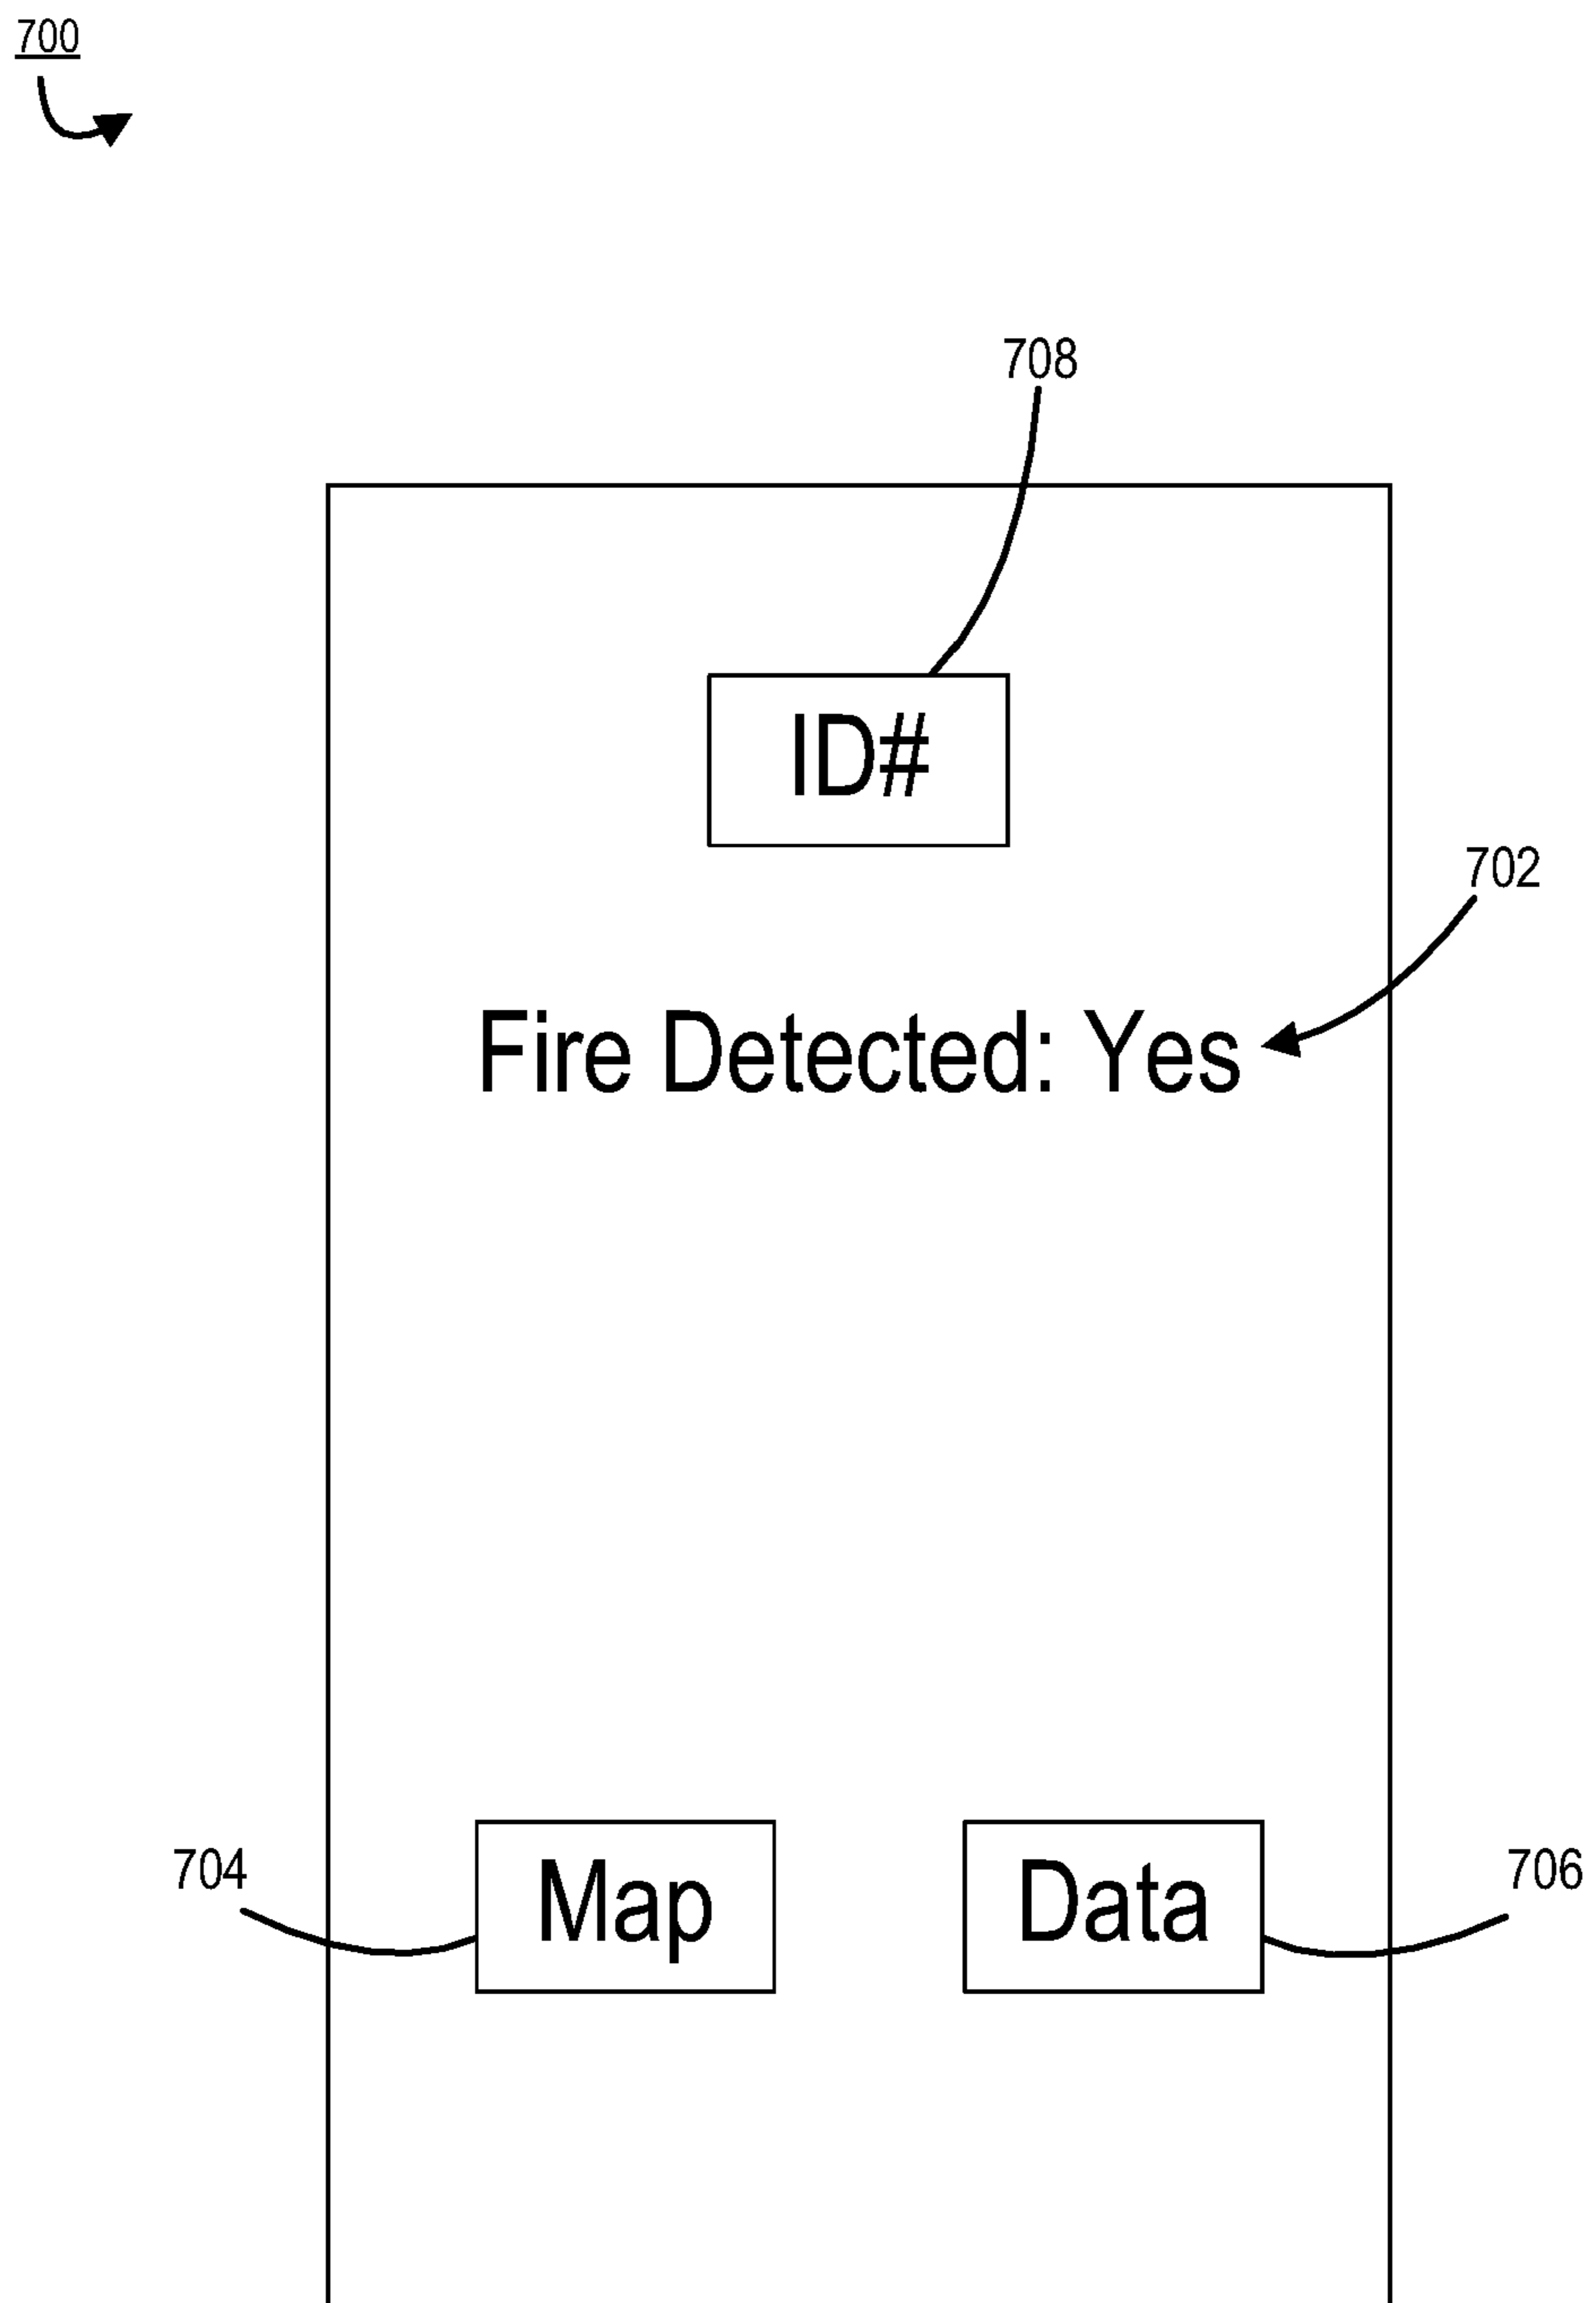 700
708
ID#
702
Fire Detected: Yes
704
Map
Data
706